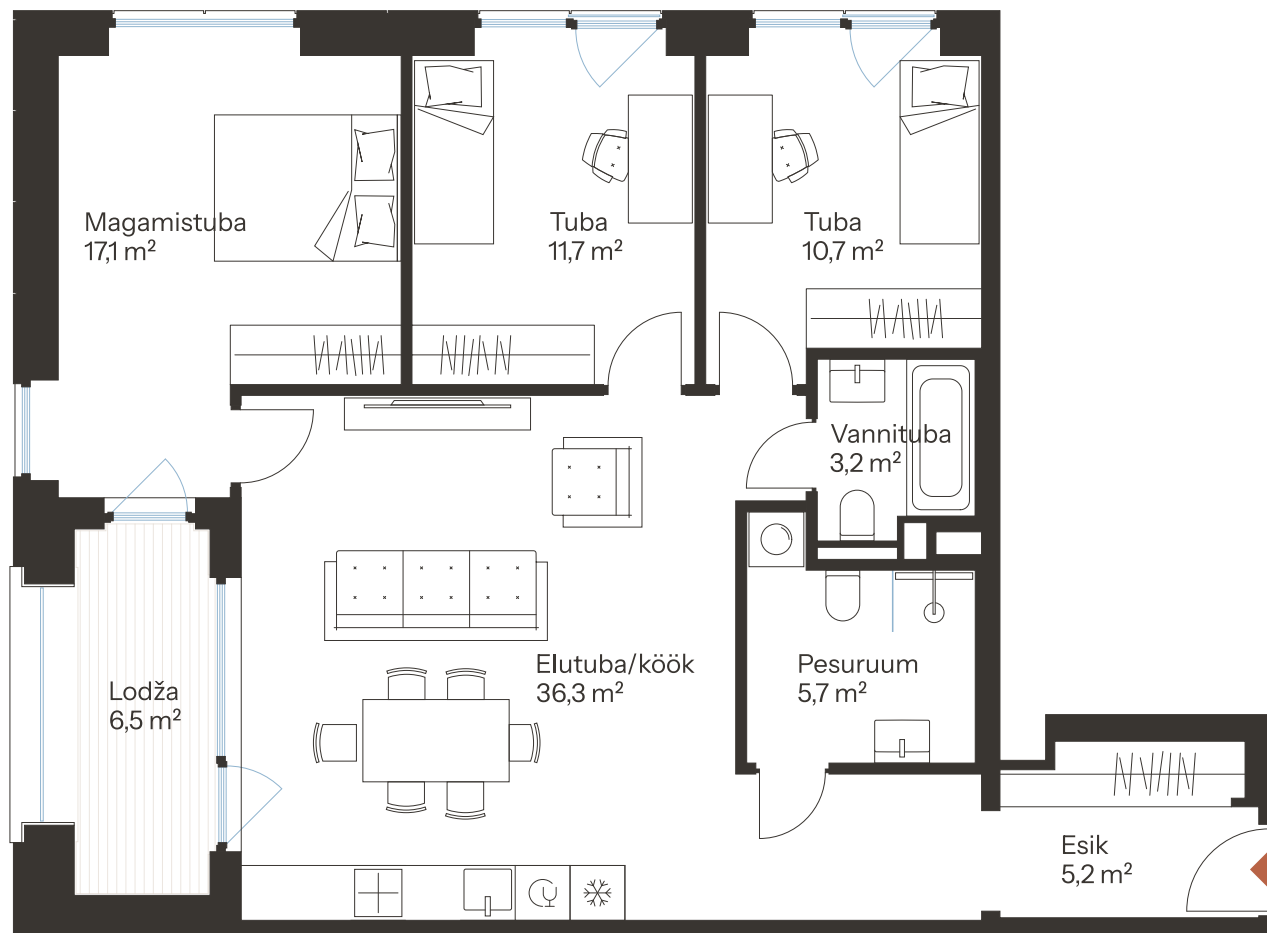 Magamistuba
17,1 m²
Tuba
11,7 m²
Tuba
10,7 m²
Vannituba
3,2 m²
Elutuba/köök
36,3 m²
Pesuruum
5,7 m²
Lodža
6,5 m²
Esik
5,2 m²